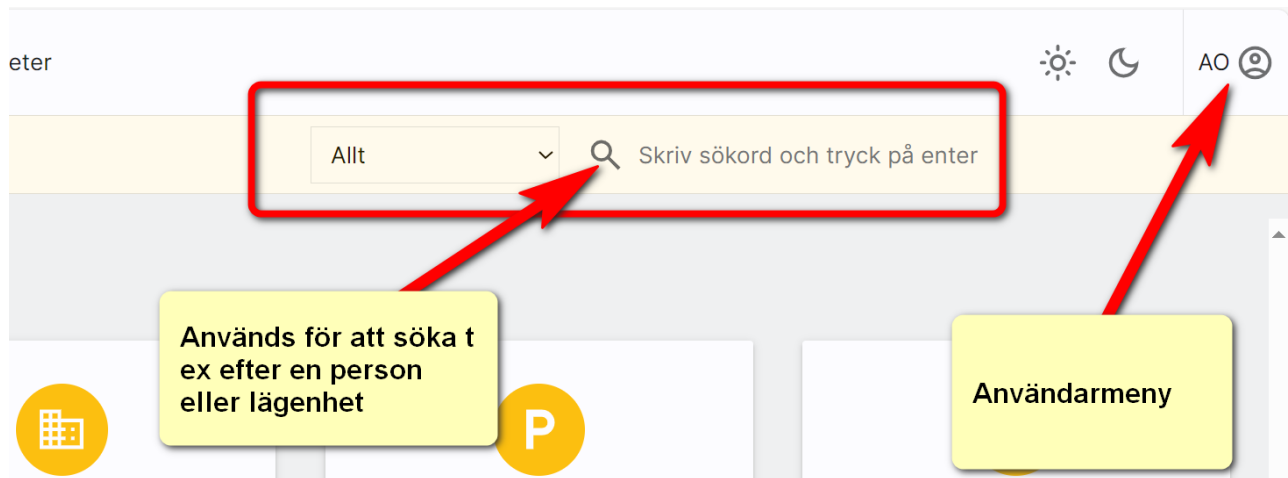 eter
AO
Allt
Skriv sökord och tryck på enter
Används för att söka t
ex efter en person
eller lägenhet
Användarmeny
P